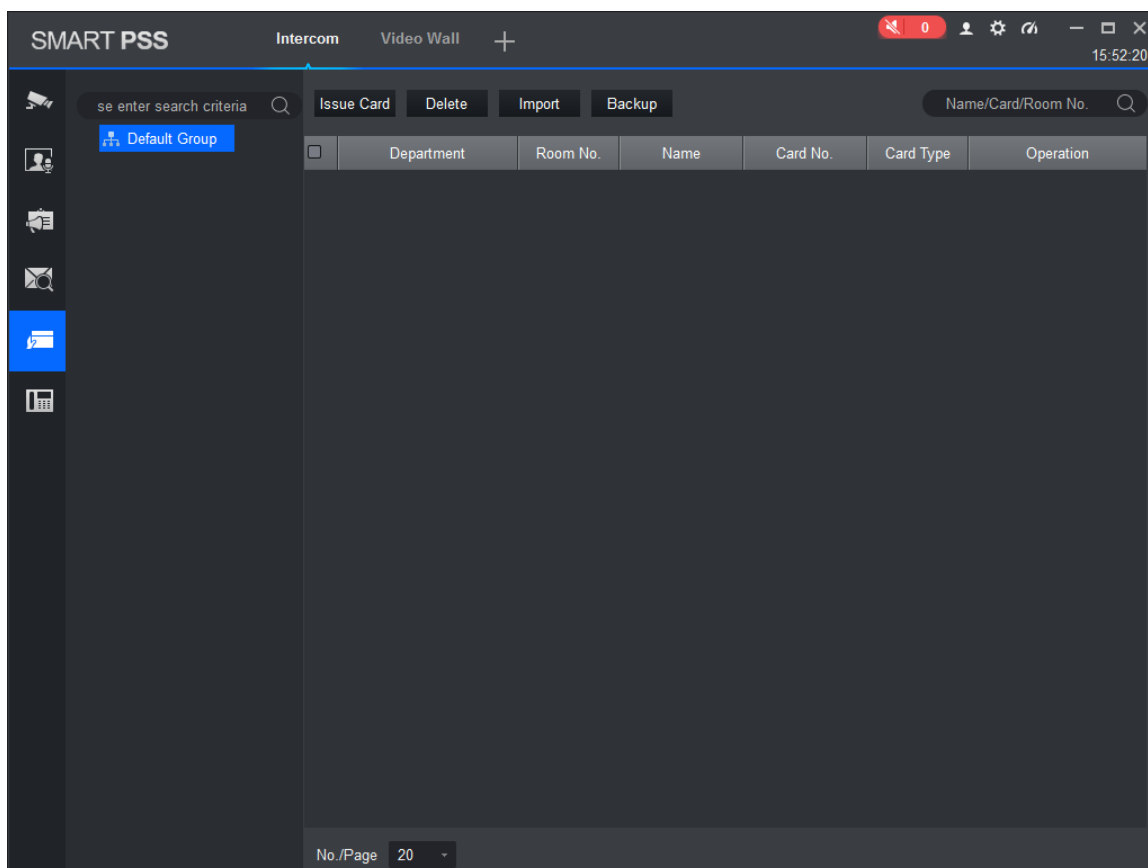 SMART PSS
Intercom
Video Wall
0
15:52:20
se enter search criteria
Default Group
Issue Card
Delete
Import
Backup
Name/Card/Room No.
Department
Room No.
Name
Card No.
Card Type
Operation
No./Page
20